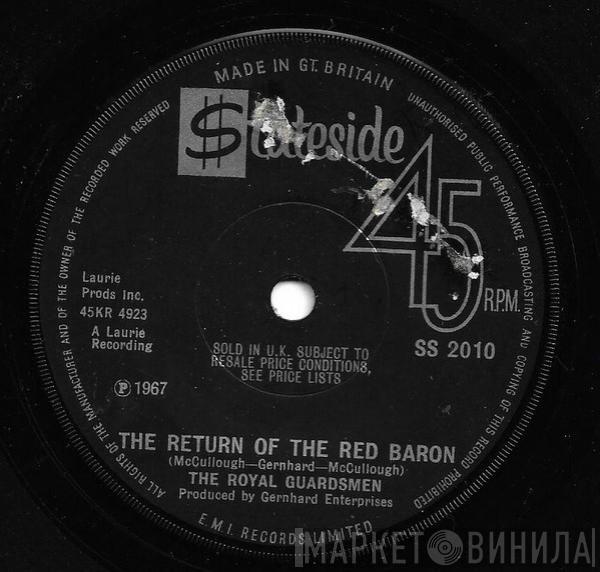 MADE IN GT. BRITAIN
UNAUTHORISED PUBLIC PERFORMANCE BROADCASTING AND COPYING OF THIS RECORD PROHIBITED
ALL RIGHTS OF THE MANUFACTURER AND OF THE OWNER OF THE RECORDED WORK RESERVED
Stateside
45
R.P.M.
Laurie
Prods Inc.
45KR 4923
A Laurie
Recording
SS 2010
SOLD IN U.K. SUBJECT TO
RESALE PRICE CONDITIONS,
SEE PRICE LISTS
Ⓟ 1967
THE RETURN OF THE RED BARON
(McCullough—Gernhard—McCullough)
THE ROYAL GUARDSMEN
Produced by Gernhard Enterprises
E.M.I. RECORDS LIMITED
МАРКЕТ ВИНИЛА